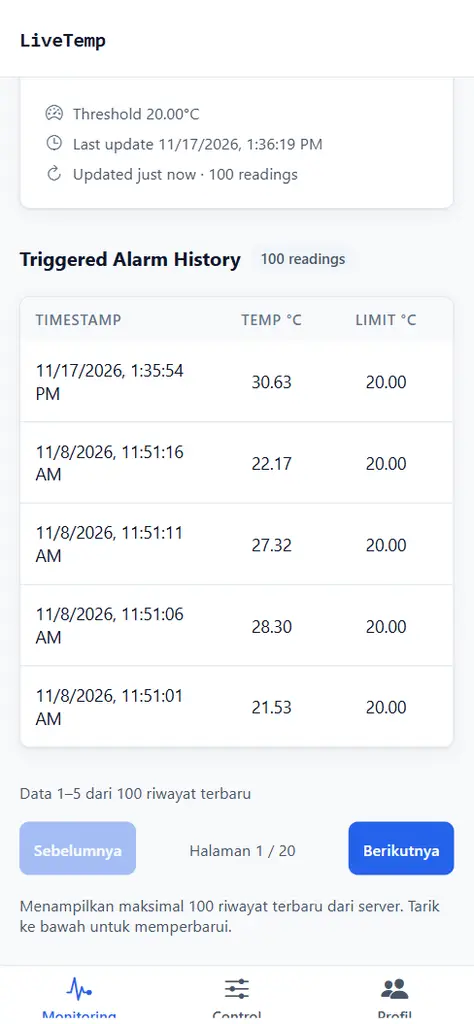 LiveTemp
Threshold 20.00°C
Last update 11/17/2026, 1:36:19 PM
Updated just now · 100 readings
Triggered Alarm History 100 readings
TIMESTAMP TEMP °C LIMIT °C
11/17/2026, 1:35:54
PM
30.63 20.00
11/8/2026, 11:51:16
AM
22.17 20.00
11/8/2026, 11:51:11
AM
27.32 20.00
11/8/2026, 11:51:06
AM
28.30 20.00
11/8/2026, 11:51:01
AM
21.53 20.00
Data 1–5 dari 100 riwayat terbaru
Sebelumnya Halaman 1 / 20 Berikutnya
Menampilkan maksimal 100 riwayat terbaru dari server. Tarik
ke bawah untuk memperbarui.
Monitoring Control Profil